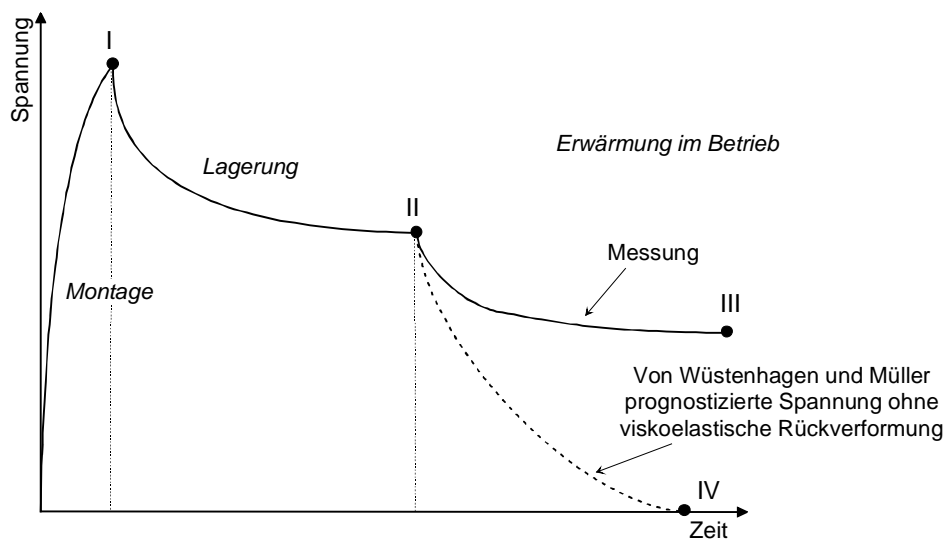 Spannung
I
Erwärmung im Betrieb
Lagerung
II
Messung
Montage
III
Von Wüstenhagen und Müller
prognostizierte Spannung ohne
viskoelastische Rückverformung
IV
Zeit